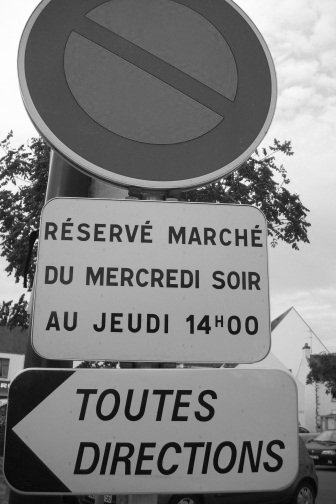 RÉSERVÉ MARCHÉ
DU MERCREDI SOIR
AU JEUDI 14H00
TOUTES
DIRECTIONS